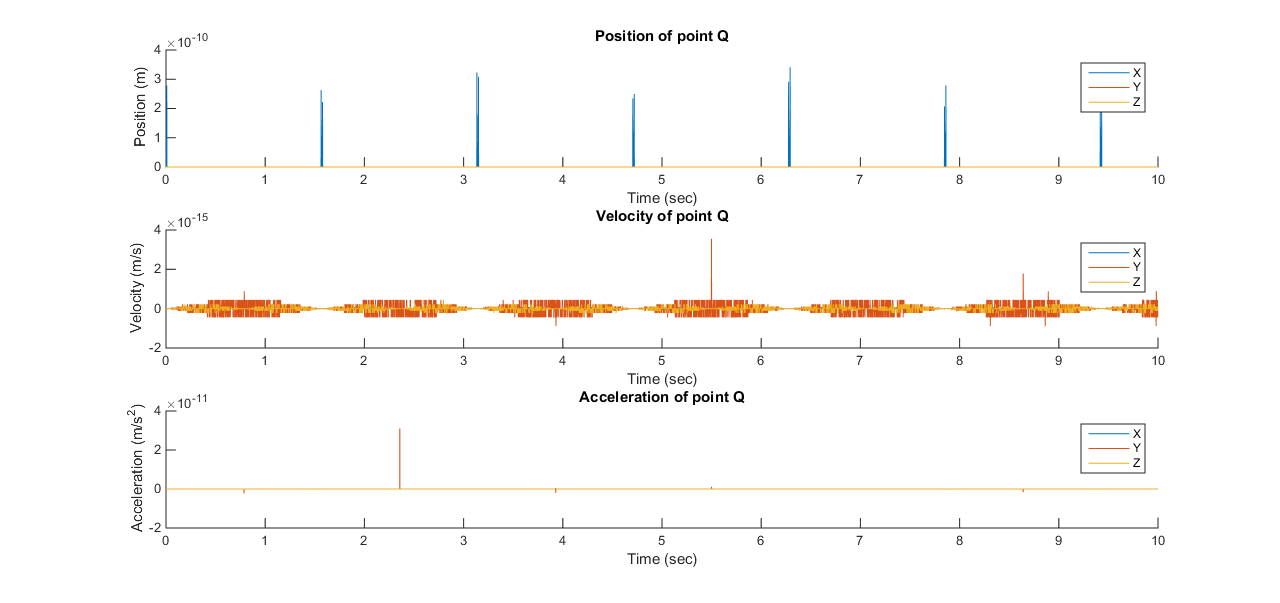 Position of point Q
×10^-10
Position (m)
4
3
2
1
0
X
Y
Z
0 1 2 3 4 5 6 7 8 9 10
Time (sec)
Velocity of point Q
×10^-15
Velocity (m/s)
4
2
0
-2
X
Y
Z
0 1 2 3 4 5 6 7 8 9 10
Time (sec)
Acceleration of point Q
×10^-11
Acceleration (m/s^2)
4
2
0
-2
X
Y
Z
0 1 2 3 4 5 6 7 8 9 10
Time (sec)